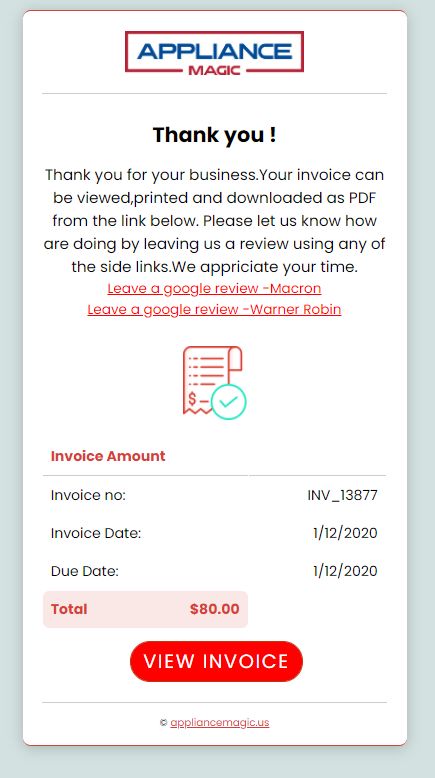 APPLIANCE
MAGIC
Thank you !
Thank you for your business.Your invoice can
be viewed,printed and downloaded as PDF
from the link below. Please let us know how
are doing by leaving us a review using any of
the side links.We appriciate your time.
Leave a google review -Macron
Leave a google review -Warner Robin
$
Invoice Amount
Invoice no: INV_13877
Invoice Date: 1/12/2020
Due Date: 1/12/2020
Total $80.00
VIEW INVOICE
© appliancemagic.us